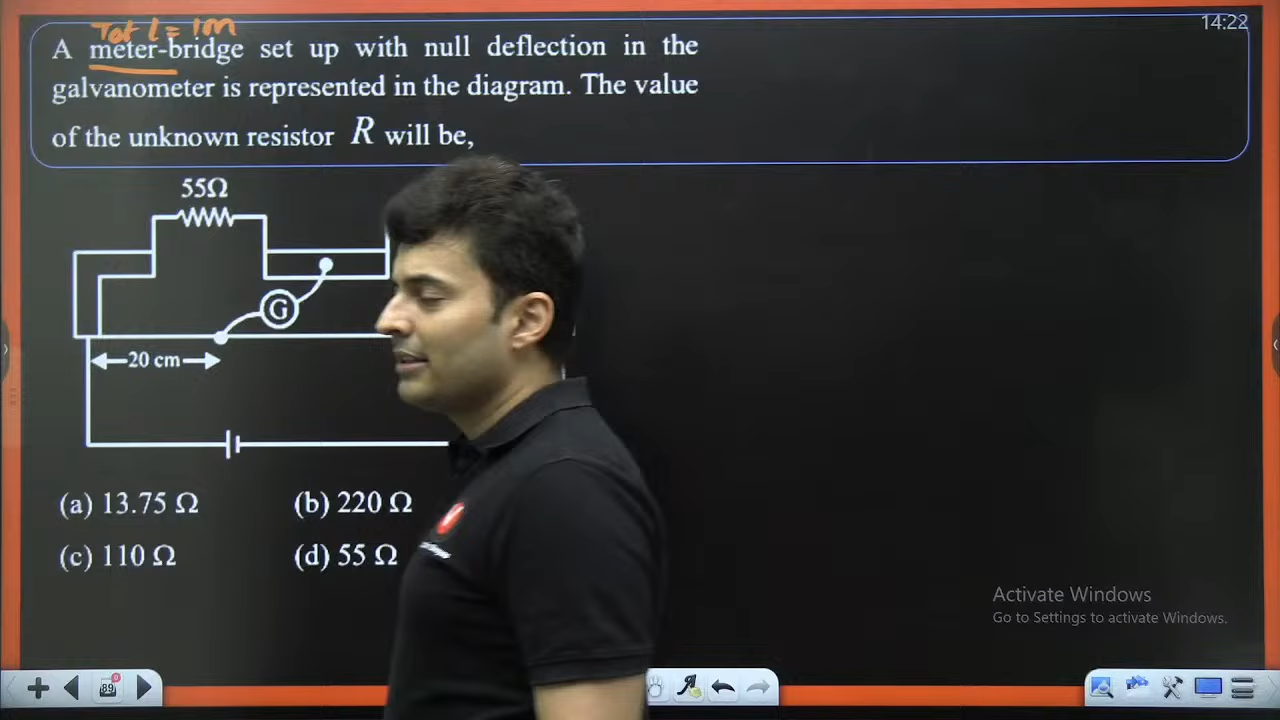 Tot l = 1m
14:22
A meter-bridge set up with null deflection in the
galvanometer is represented in the diagram. The value
of the unknown resistor R will be,
55Ω
G
20 cm
(a) 13.75 Ω (b) 220 Ω
(c) 110 Ω (d) 55 Ω
Activate Windows
Go to Settings to activate Windows.
89